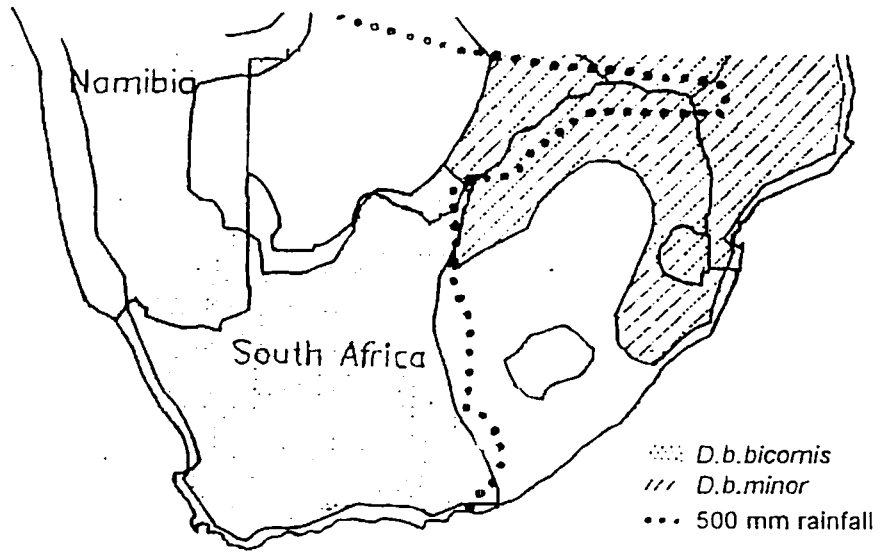 Namibia
South Africa
D.b.bicornis
D.b.minor
500 mm rainfall